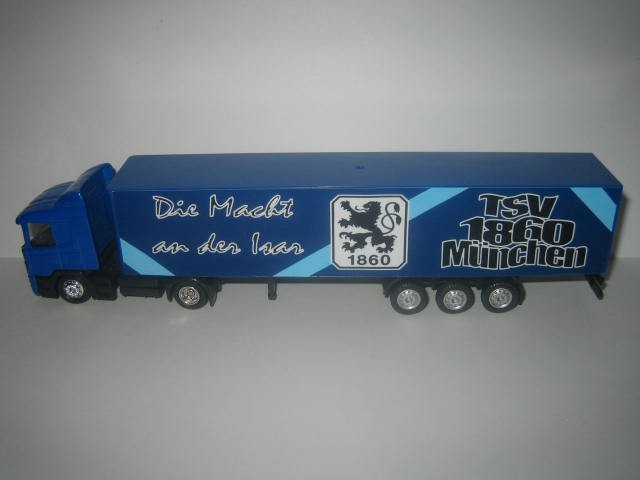 Die Macht
an der Isar
1860
TSV
1860
München